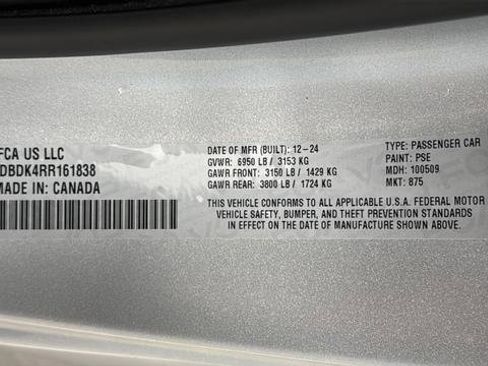 FCA US LLC
DBDK4RR161838
MADE IN: CANADA
DATE OF MFR (BUILT): 12-24
GVWR: 6950 LB / 3153 KG
GAWR FRONT: 3150 LB / 1429 KG
GAWR REAR: 3800 LB / 1724 KG
TYPE: PASSENGER CAR
PAINT: PSE
MDH: 100509
MKT: 875
THIS VEHICLE CONFORMS TO ALL APPLICABLE U.S.A. FEDERAL MOTOR
VEHICLE SAFETY, BUMPER, AND THEFT PREVENTION STANDARDS
IN EFFECT ON THE DATE OF MANUFACTURE SHOWN ABOVE.